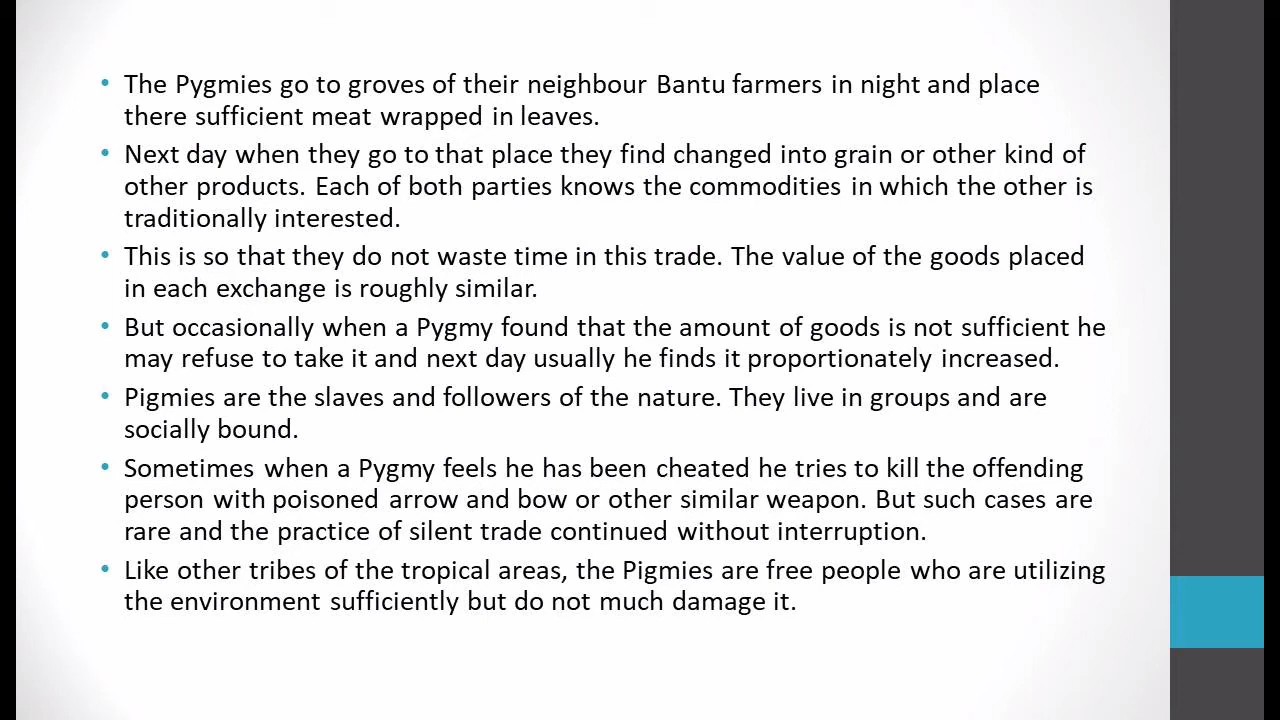 • The Pygmies go to groves of their neighbour Bantu farmers in night and place
there sufficient meat wrapped in leaves.
• Next day when they go to that place they find changed into grain or other kind of
other products. Each of both parties knows the commodities in which the other is
traditionally interested.
• This is so that they do not waste time in this trade. The value of the goods placed
in each exchange is roughly similar.
• But occasionally when a Pygmy found that the amount of goods is not sufficient he
may refuse to take it and next day usually he finds it proportionately increased.
• Pigmies are the slaves and followers of the nature. They live in groups and are
socially bound.
• Sometimes when a Pygmy feels he has been cheated he tries to kill the offending
person with poisoned arrow and bow or other similar weapon. But such cases are
rare and the practice of silent trade continued without interruption.
• Like other tribes of the tropical areas, the Pigmies are free people who are utilizing
the environment sufficiently but do not much damage it.